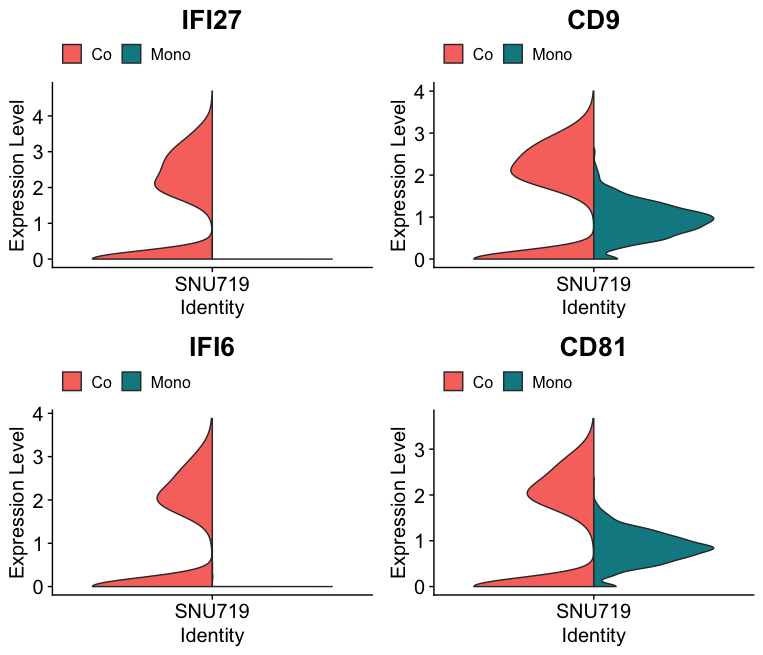 IFI27
Co Mono
Expression Level
4
3
2
1
0
SNU719
Identity
CD9
Co Mono
Expression Level
4
3
2
1
0
SNU719
Identity
IFI6
Co Mono
Expression Level
4
3
2
1
0
SNU719
Identity
CD81
Co Mono
Expression Level
3
2
1
0
SNU719
Identity